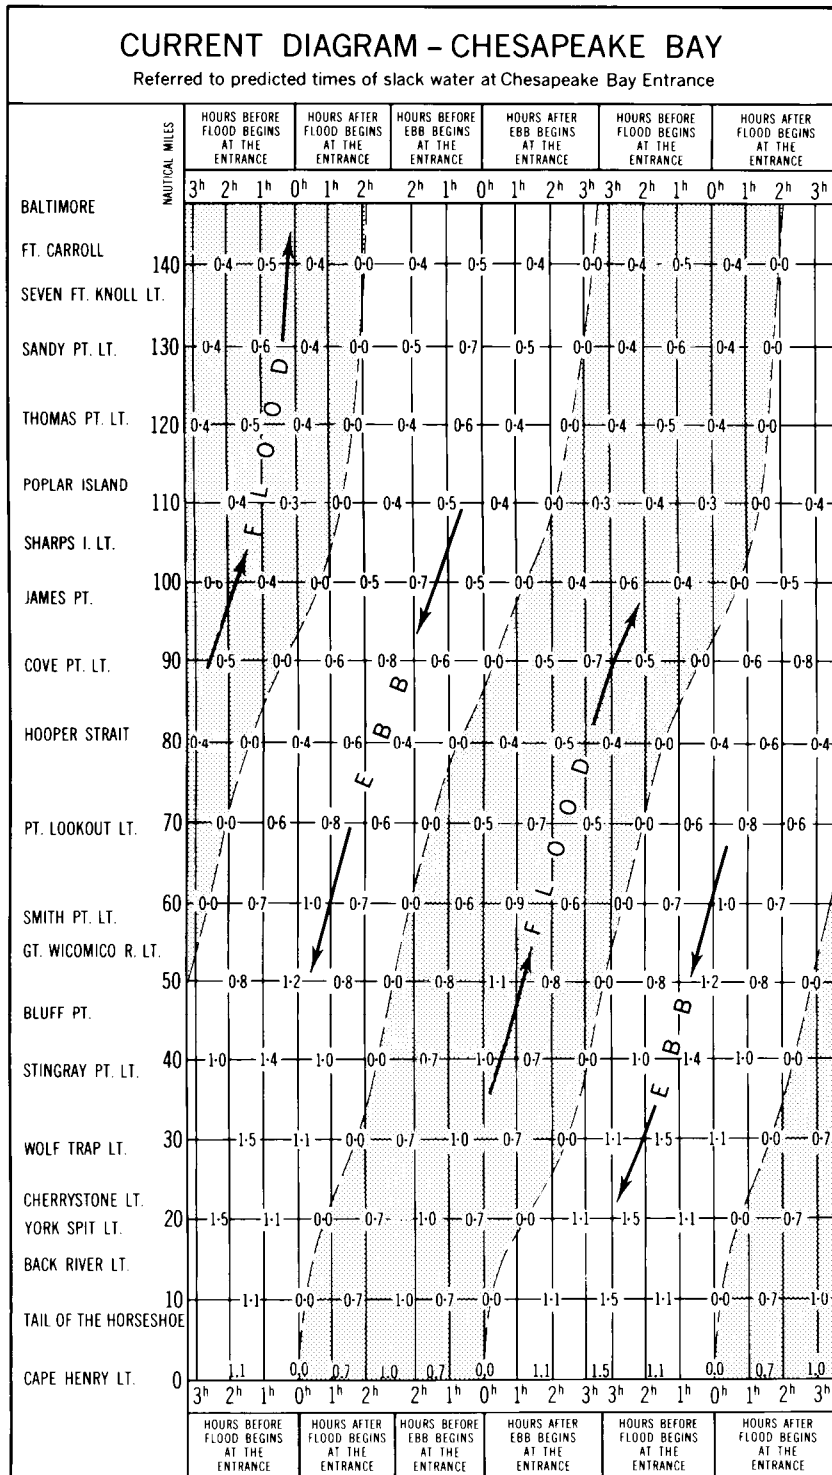 CURRENT DIAGRAM – CHESAPEAKE BAY
Referred to predicted times of slack water at Chesapeake Bay Entrance
NAUTICAL MILES
HOURS BEFORE FLOOD BEGINS AT THE ENTRANCE
HOURS AFTER FLOOD BEGINS AT THE ENTRANCE
HOURS BEFORE EBB BEGINS AT THE ENTRANCE
HOURS AFTER EBB BEGINS AT THE ENTRANCE
HOURS BEFORE FLOOD BEGINS AT THE ENTRANCE
HOURS AFTER FLOOD BEGINS AT THE ENTRANCE
3h 2h 1h 0h 1h 2h 2h 1h 0h 1h 2h 3h 3h 2h 1h 0h 1h 2h 3h
BALTIMORE
FT. CARROLL
140 0·4 0·5 0·4 0·0 0·4 0·5 0·4 0·0 0·4 0·5 0·4 0·0
SEVEN FT. KNOLL LT.
SANDY PT. LT. 130 0·4 0·6 0·4 0·0 0·5 0·7 0·5 0·0 0·4 0·6 0·4 0·0
THOMAS PT. LT. 120 0·4 0·5 0·4 0·0 0·4 0·6 0·4 0·0 0·4 0·5 0·4 0·0
POPLAR ISLAND
110 0·4 0·3 0·0 0·4 0·5 0·4 0·0 0·3 0·4 0·3 0·0 0·4
FLOOD
SHARPS I. LT.
100 0·4 0·0 0·5 0·7 0·5 0·0 0·4 0·6 0·4 0·0 0·5
JAMES PT.
COVE PT. LT. 90 0·5 0·0 0·6 0·8 0·6 0·0 0·5 0·7 0·5 0·0 0·6 0·8
EBB
HOOPER STRAIT
80 0·4 0·0 0·4 0·6 0·4 0·0 0·4 0·5 0·4 0·0 0·4 0·6 0·4
PT. LOOKOUT LT. 70 0·0 0·6 0·8 0·6 0·0 0·5 0·7 0·5 0·0 0·6 0·8 0·6
FLOOD
60 0·0 0·7 1·0 0·7 0·0 0·6 0·9 0·6 0·0 0·7 1·0 0·7 0·0
SMITH PT. LT.
GT. WICOMICO R. LT.
50 0·8 1·2 0·8 0·0 0·8 1·1 0·8 0·0 0·8 1·2 0·8 0·0
BLUFF PT.
EBB
40 1·0 1·4 1·0 0·0 0·7 1·0 0·7 0·0 1·0 1·4 1·0 0·0
STINGRAY PT. LT.
WOLF TRAP LT. 30 1·5 1·1 0·0 0·7 1·0 0·7 0·0 1·1 1·5 1·1 0·0 0·7
CHERRYSTONE LT.
20 1·5 1·1 0·0 0·7 1·0 0·7 0·0 1·1 1·5 1·1 0·0 0·7
YORK SPIT LT.
BACK RIVER LT.
10 1·1 0·0 0·7 1·0 0·7 0·0 1·1 1·5 1·1 0·0 0·7 1·0
TAIL OF THE HORSESHOE
CAPE HENRY LT. 0 1.1 0.0 0.7 1.0 0.7 0.0 1.1 1.5 1.1 0.0 0.7 1.0
3h 2h 1h 0h 1h 2h 2h 1h 0h 1h 2h 3h 3h 2h 1h 0h 1h 2h 3h
HOURS BEFORE FLOOD BEGINS AT THE ENTRANCE
HOURS AFTER FLOOD BEGINS AT THE ENTRANCE
HOURS BEFORE EBB BEGINS AT THE ENTRANCE
HOURS AFTER EBB BEGINS AT THE ENTRANCE
HOURS BEFORE FLOOD BEGINS AT THE ENTRANCE
HOURS AFTER FLOOD BEGINS AT THE ENTRANCE